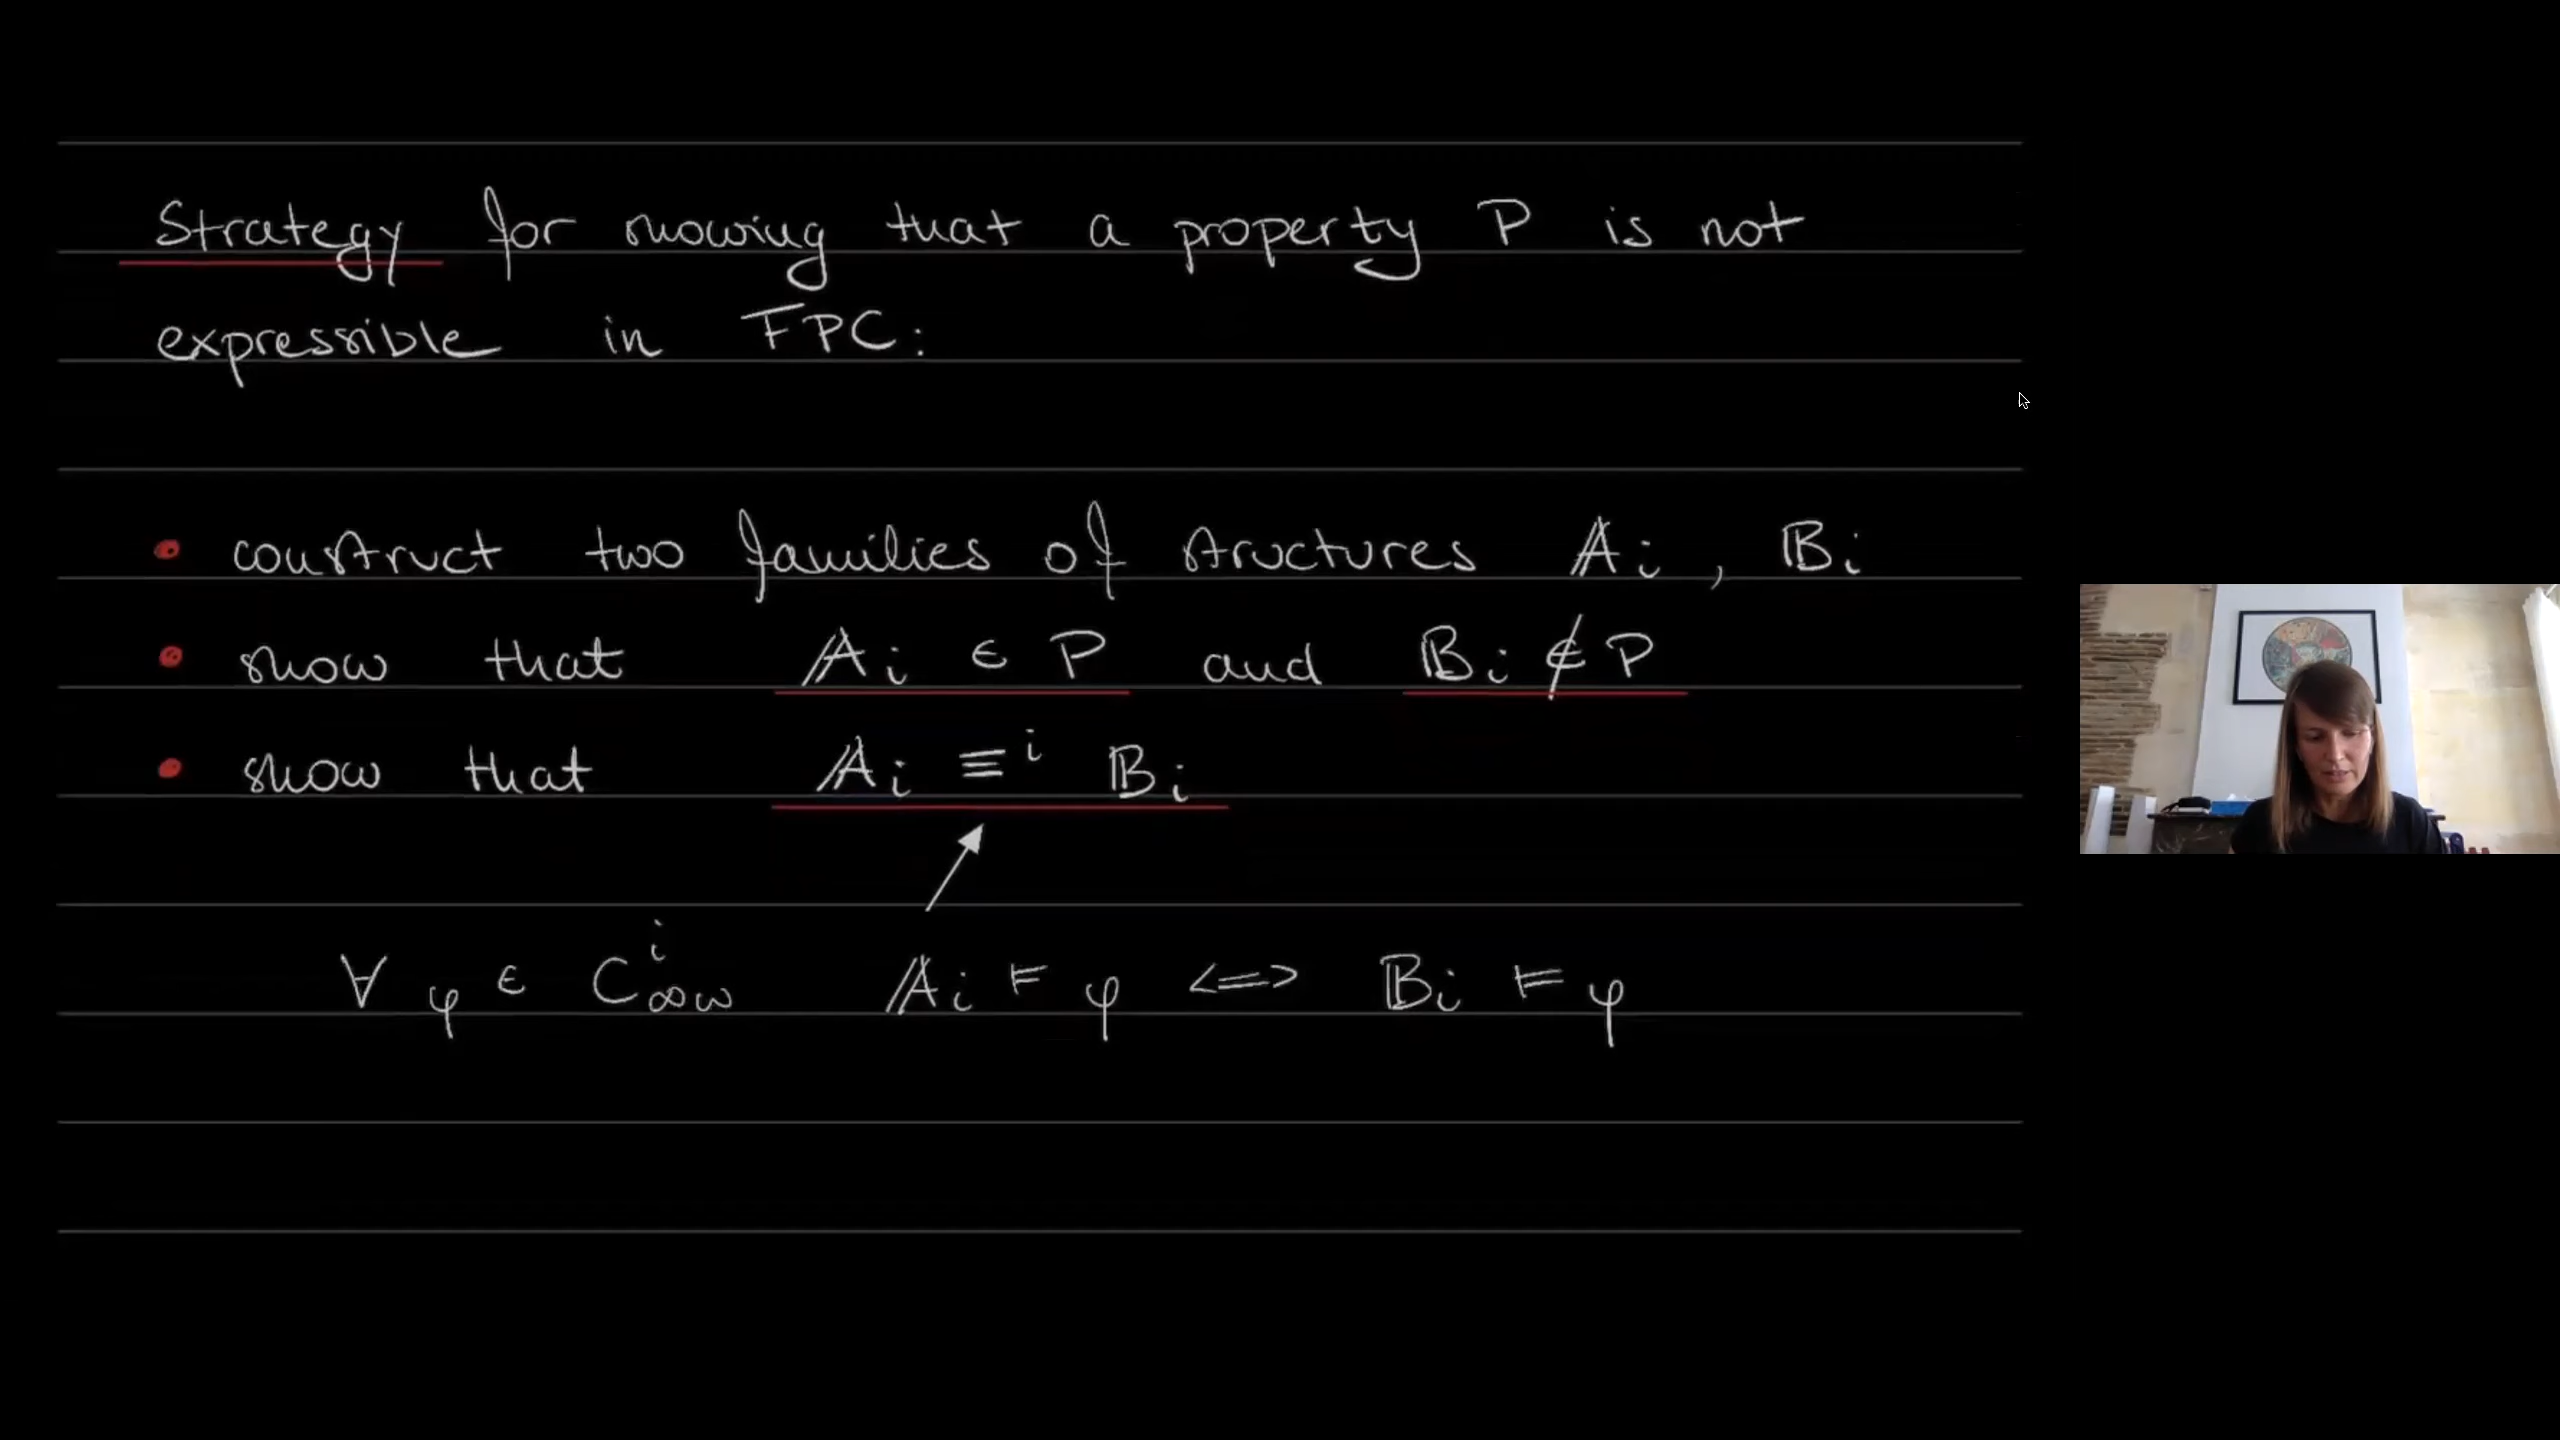 Strategy for showing that a property P is not
expressible in FPC:
• construct two families of structures 𝔸ᵢ , 𝔹ᵢ
• show that 𝔸ᵢ ∈ P and 𝔹ᵢ ∉ P
• show that 𝔸ᵢ ≡ⁱ 𝔹ᵢ
∀ φ ∈ Cⁱ∞ω 𝔸ᵢ ⊨ φ <=> 𝔹ᵢ ⊨ φ